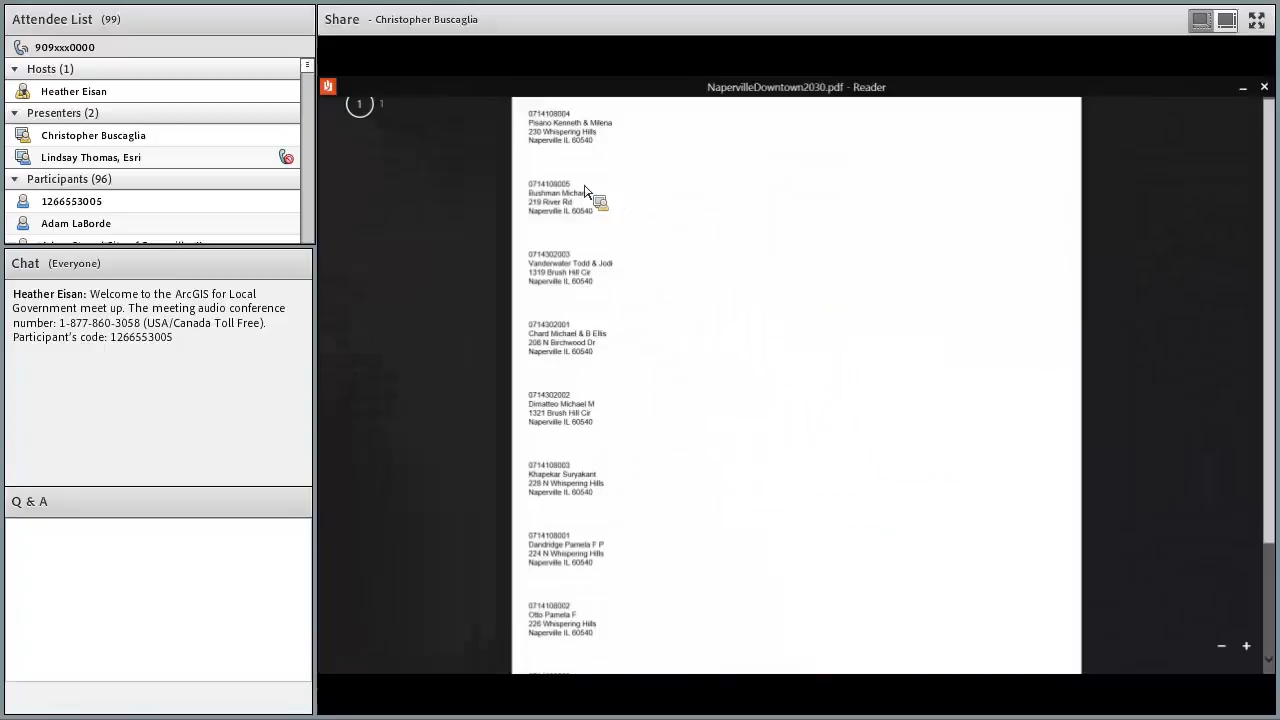 Attendee List (99)
909xxx0000
Hosts (1)
Heather Eisan
Presenters (2)
Christopher Buscaglia
Lindsay Thomas, Esri
Participants (96)
1266553005
Adam LaBorde
Chat (Everyone)
Heather Eisan: Welcome to the ArcGIS for Local
Government meet up. The meeting audio conference
number: 1-877-860-3058 (USA/Canada Toll Free).
Participant's code: 1266553005
Q & A
Share - Christopher Buscaglia
NapervilleDowntown2030.pdf - Reader
1 1
0714108004
Pisano Kenneth & Milena
230 Whispering Hills
Naperville IL 60540
0714108005
Bushman Michael
219 River Rd
Naperville IL 60540
0714302003
Vanderwater Todd & Jodi
1319 Brush Hill Cir
Naperville IL 60540
0714302001
Chard Michael & B Ellis
206 N Birchwood Dr
Naperville IL 60540
0714302002
Dimatteo Michael M
1321 Brush Hill Cir
Naperville IL 60540
0714108003
Khapekar Suryakant
228 N Whispering Hills
Naperville IL 60540
0714108001
Dandridge Pamela F P
224 N Whispering Hills
Naperville IL 60540
0714108002
Otto Pamela F
226 Whispering Hills
Naperville IL 60540